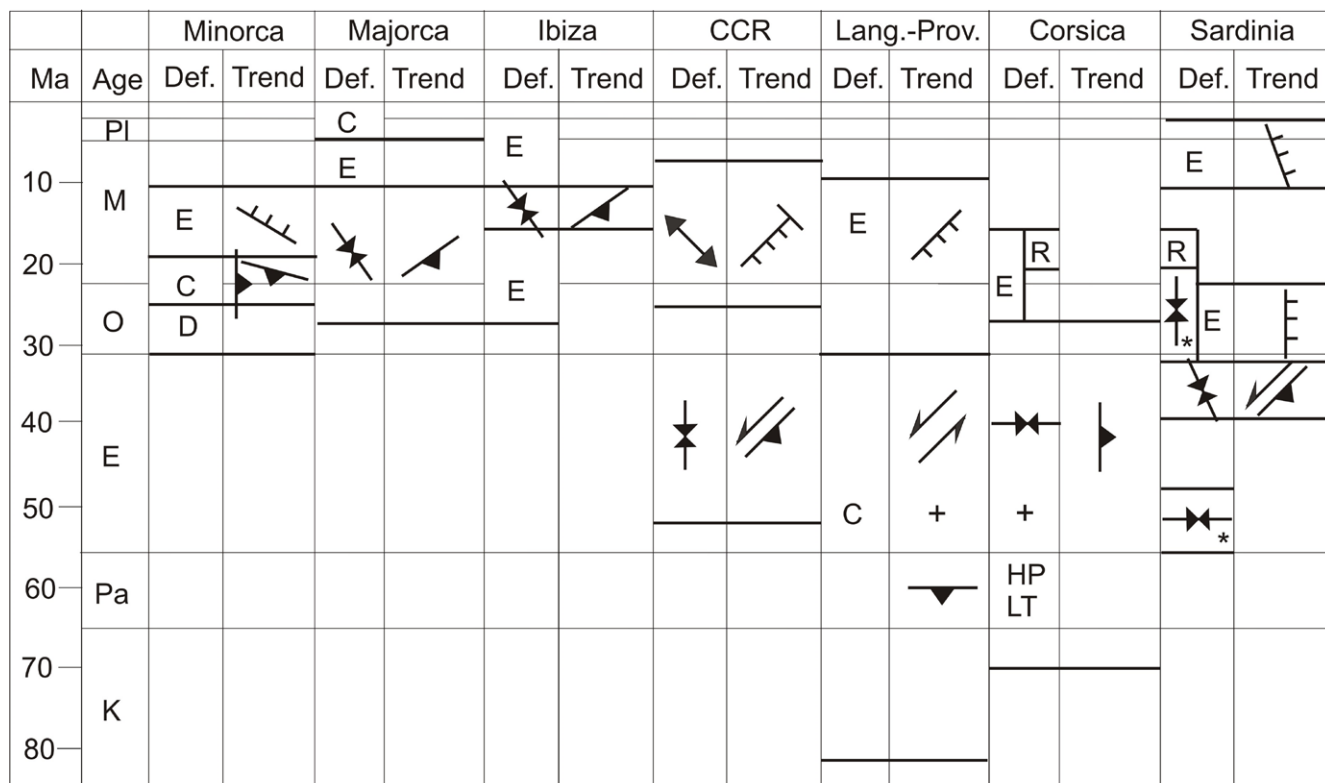 Minorca Majorca Ibiza CCR Lang.-Prov. Corsica Sardinia
Ma Age Def. Trend Def. Trend Def. Trend Def. Trend Def. Trend Def. Trend Def. Trend
Pl C
E E E
10
M E E
R R
20
C E E E
O D
30 *
40
E
50 C + +
*
60 Pa HP
LT
70
K
80